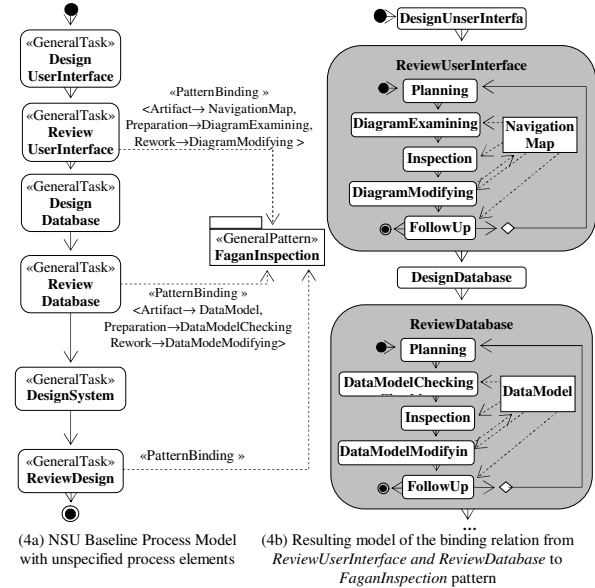 «GeneralTask»
Design
UserInterface
«GeneralTask»
Review
UserInterface
«GeneralTask»
Design
Database
«GeneralTask»
Review
Database
«GeneralTask»
DesignSystem
«GeneralTask»
ReviewDesign
«PatternBinding »
<Artifact→ NavigationMap,
Preparation→DiagramExamining,
Rework→DiagramModifying >
«GeneralPattern»
FaganInspection
«PatternBinding »
<Artifact→ DataModel,
Preparation→DataModelChecking
Rework→DataModeModifying>
«PatternBinding »
(4a) NSU Baseline Process Model
with unspecified process elements
DesignUnserInterfa
ReviewUserInterface
Planning
DiagramExamining
Navigation
Map
Inspection
DiagramModifying
FollowUp
DesignDatabase
ReviewDatabase
Planning
DataModelChecking
DataModel
Inspection
DataModelModifyin
FollowUp
...
(4b) Resulting model of the binding relation from
ReviewUserInterface and ReviewDatabase to
FaganInspection pattern